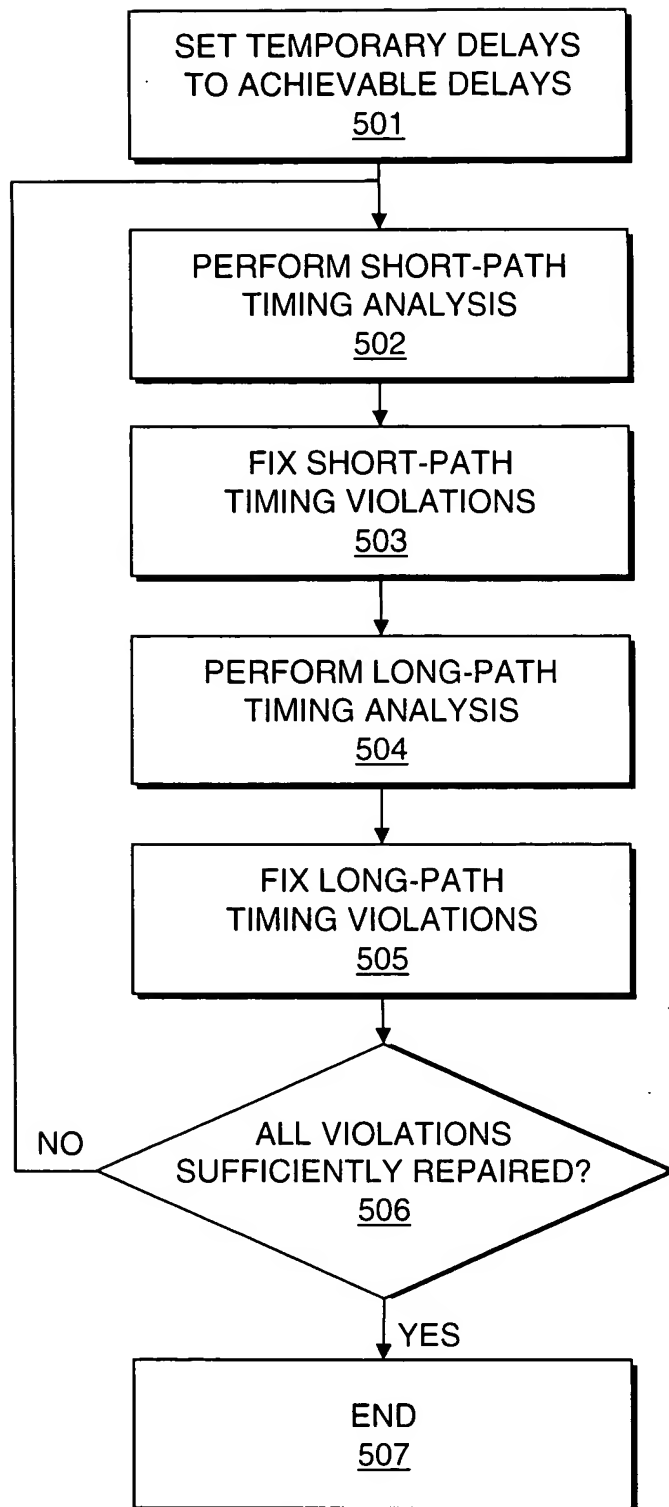 SET TEMPORARY DELAYS
TO ACHIEVABLE DELAYS
501
PERFORM SHORT-PATH
TIMING ANALYSIS
502
FIX SHORT-PATH
TIMING VIOLATIONS
503
PERFORM LONG-PATH
TIMING ANALYSIS
504
FIX LONG-PATH
TIMING VIOLATIONS
505
NO
ALL VIOLATIONS
SUFFICIENTLY REPAIRED?
506
YES
END
507